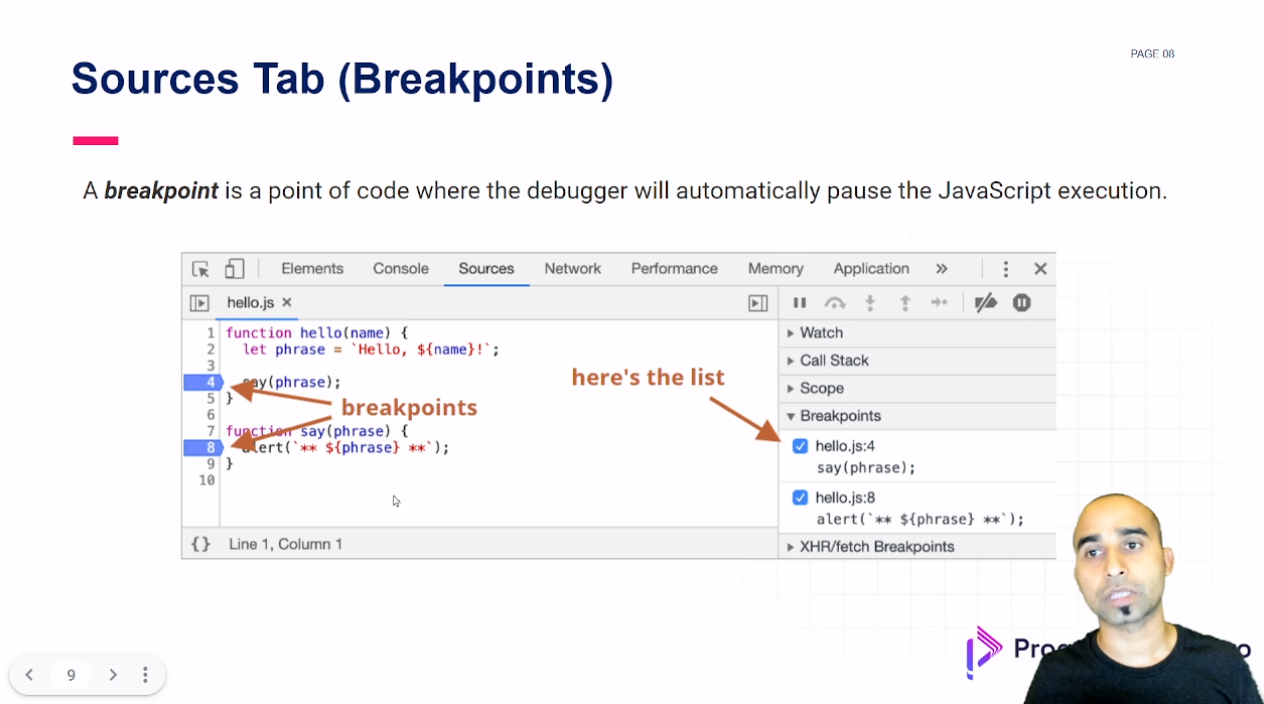 PAGE 08
Sources Tab (Breakpoints)
A breakpoint is a point of code where the debugger will automatically pause the JavaScript execution.
Elements Console Sources Network Performance Memory Application »
hello.js
1 function hello(name) {
2 let phrase = `Hello, ${name}!`;
3
4 say(phrase);
5 }
6
7 function say(phrase) {
8 alert(`** ${phrase} **`);
9 }
10
breakpoints
here's the list
{} Line 1, Column 1
Watch
Call Stack
Scope
Breakpoints
hello.js:4
say(phrase);
hello.js:8
alert(`** ${phrase} **`);
XHR/fetch Breakpoints
9